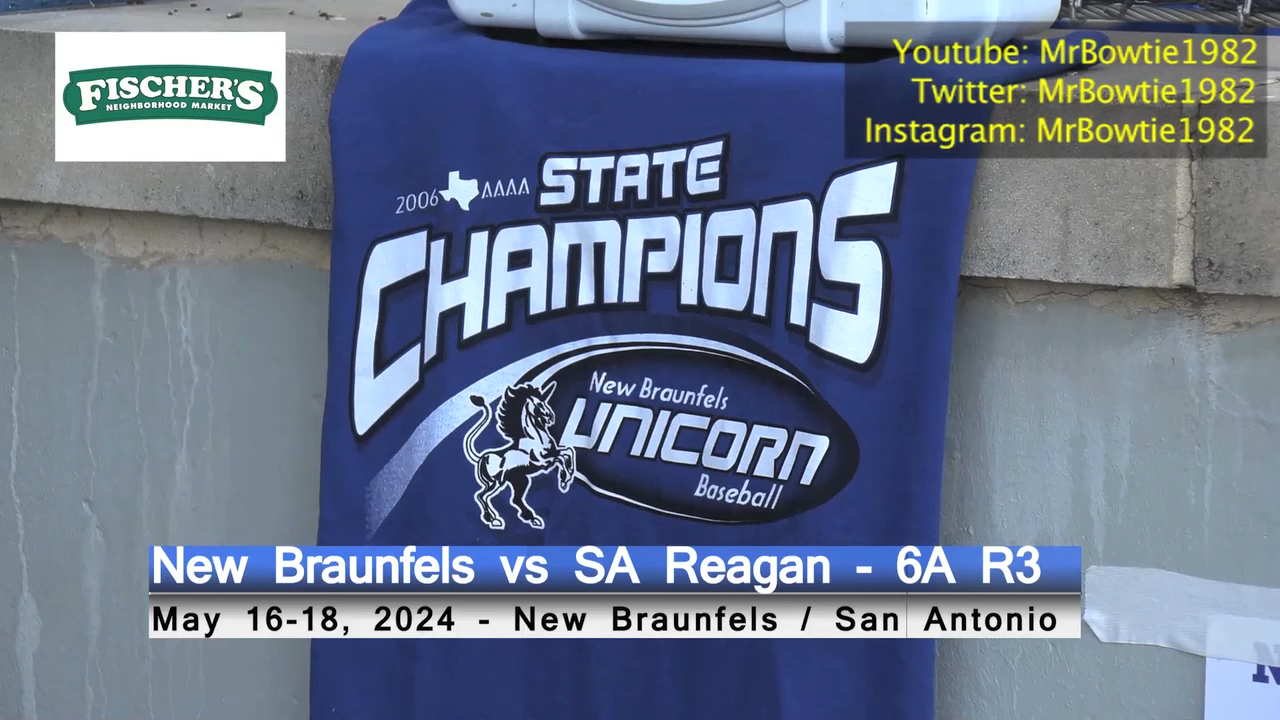 FISCHER'S
NEIGHBORHOOD MARKET
Youtube: MrBowtie1982
Twitter: MrBowtie1982
Instagram: MrBowtie1982
2006 AAAA STATE
CHAMPIONS
New Braunfels
UNICORN
Baseball
New Braunfels vs SA Reagan - 6A R3
May 16-18, 2024 - New Braunfels / San Antonio
N